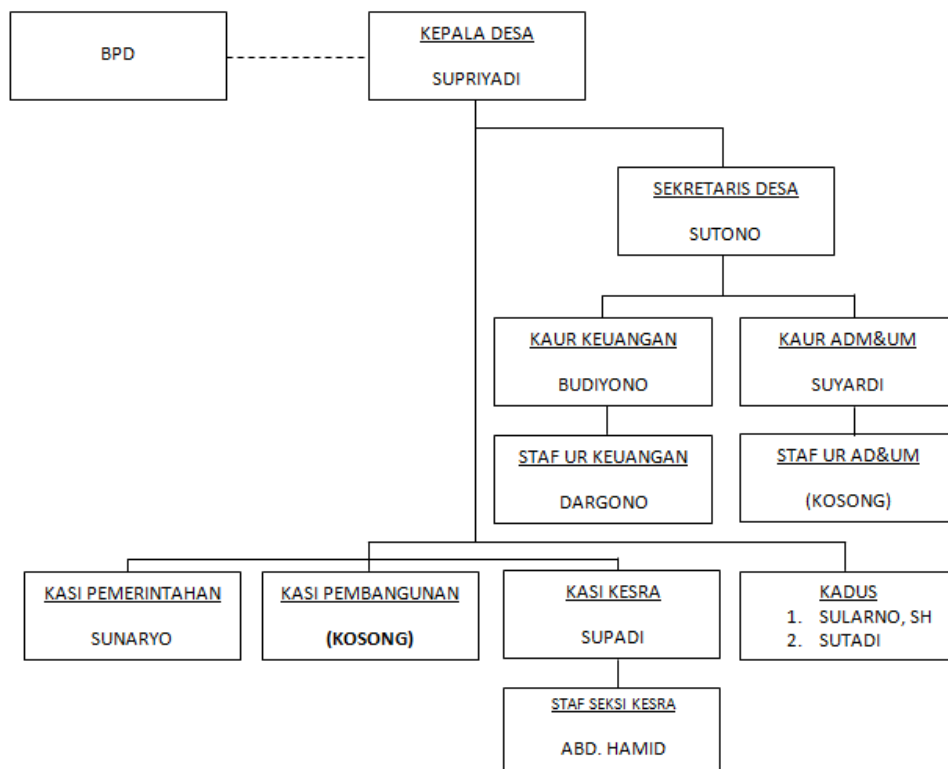 BPD
KEPALA DESA
SUPRIYADI
SEKRETARIS DESA
SUTONO
KAUR KEUANGAN
BUDIYONO
KAUR ADM&UM
SUYARDI
STAF UR KEUANGAN
DARGONO
STAF UR AD&UM
(KOSONG)
KASI PEMERINTAHAN
SUNARYO
KASI PEMBANGUNAN
(KOSONG)
KASI KESRA
SUPADI
KADUS
1. SULARNO, SH
2. SUTADI
STAF SEKSI KESRA
ABD. HAMID